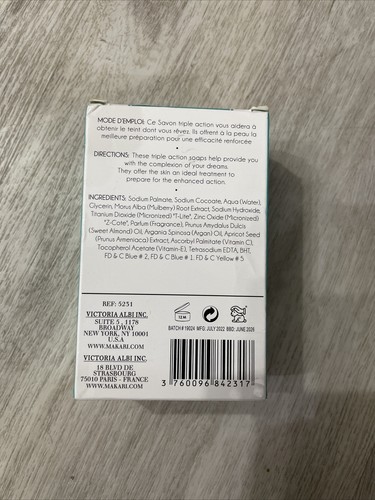 MODE D'EMPLOI: Ce Savon triple action vous aidera à
obtenir le teint dont vous rêves. Ils offrent à la peau la
meilleure préparation pour une efficacité renforcée
•
DIRECTIONS: These triple action soaps help provide you
with the complexion of your dreams.
They offer the skin an ideal treatment to
prepare for the enhanced action.
•
INGREDIENTS: Sodium Palmate, Sodium Cocoate, Aqua (Water),
Glycerin, Morus Alba (Mulberry) Root Extract, Sodium Hydroxide,
Titanium Dioxide (Micronized) "T-Lite", Zinc Oxide (Micronized)
"Z-Cote", Parfum (Fragrance), Prunus Amydalus Dulcis
(Sweet Almond) Oil, Argania Spinosa (Argan) Oil, Apricot Seed
(Prunus Armeniaca) Extract, Ascorbyl Palmitate (Vitamin C),
Tocopherol Acetate (Vitamin-E), Tetrasodium EDTA, BHT,
FD & C Blue # 2, FD & C Blue # 1, FD & C Yellow # 5
REF: 5231
VICTORIA ALBI INC.
SUITE 5 , 1178
BROADWAY
NEW YORK, NY 10001
U.S.A
WWW.MAKARI.COM
VICTORIA ALBI INC.
18 BLVD DE
STRASBOURG
75010 PARIS - FRANCE
WWW.MAKARI.COM
12 M
BATCH # 19024 MFG. JULY 2022 BBD: JUNE 2026
3 760096 842317